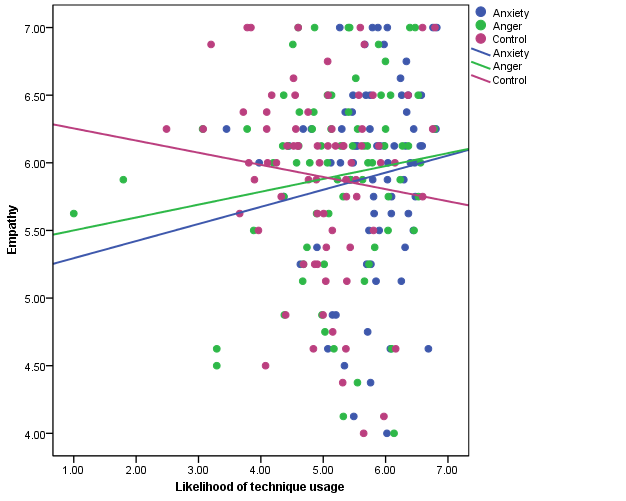 Anxiety
Anger
Control
Anxiety
Anger
Control
7.00
6.50
6.00
5.50
5.00
4.50
4.00
Empathy
1.00 2.00 3.00 4.00 5.00 6.00 7.00
Likelihood of technique usage